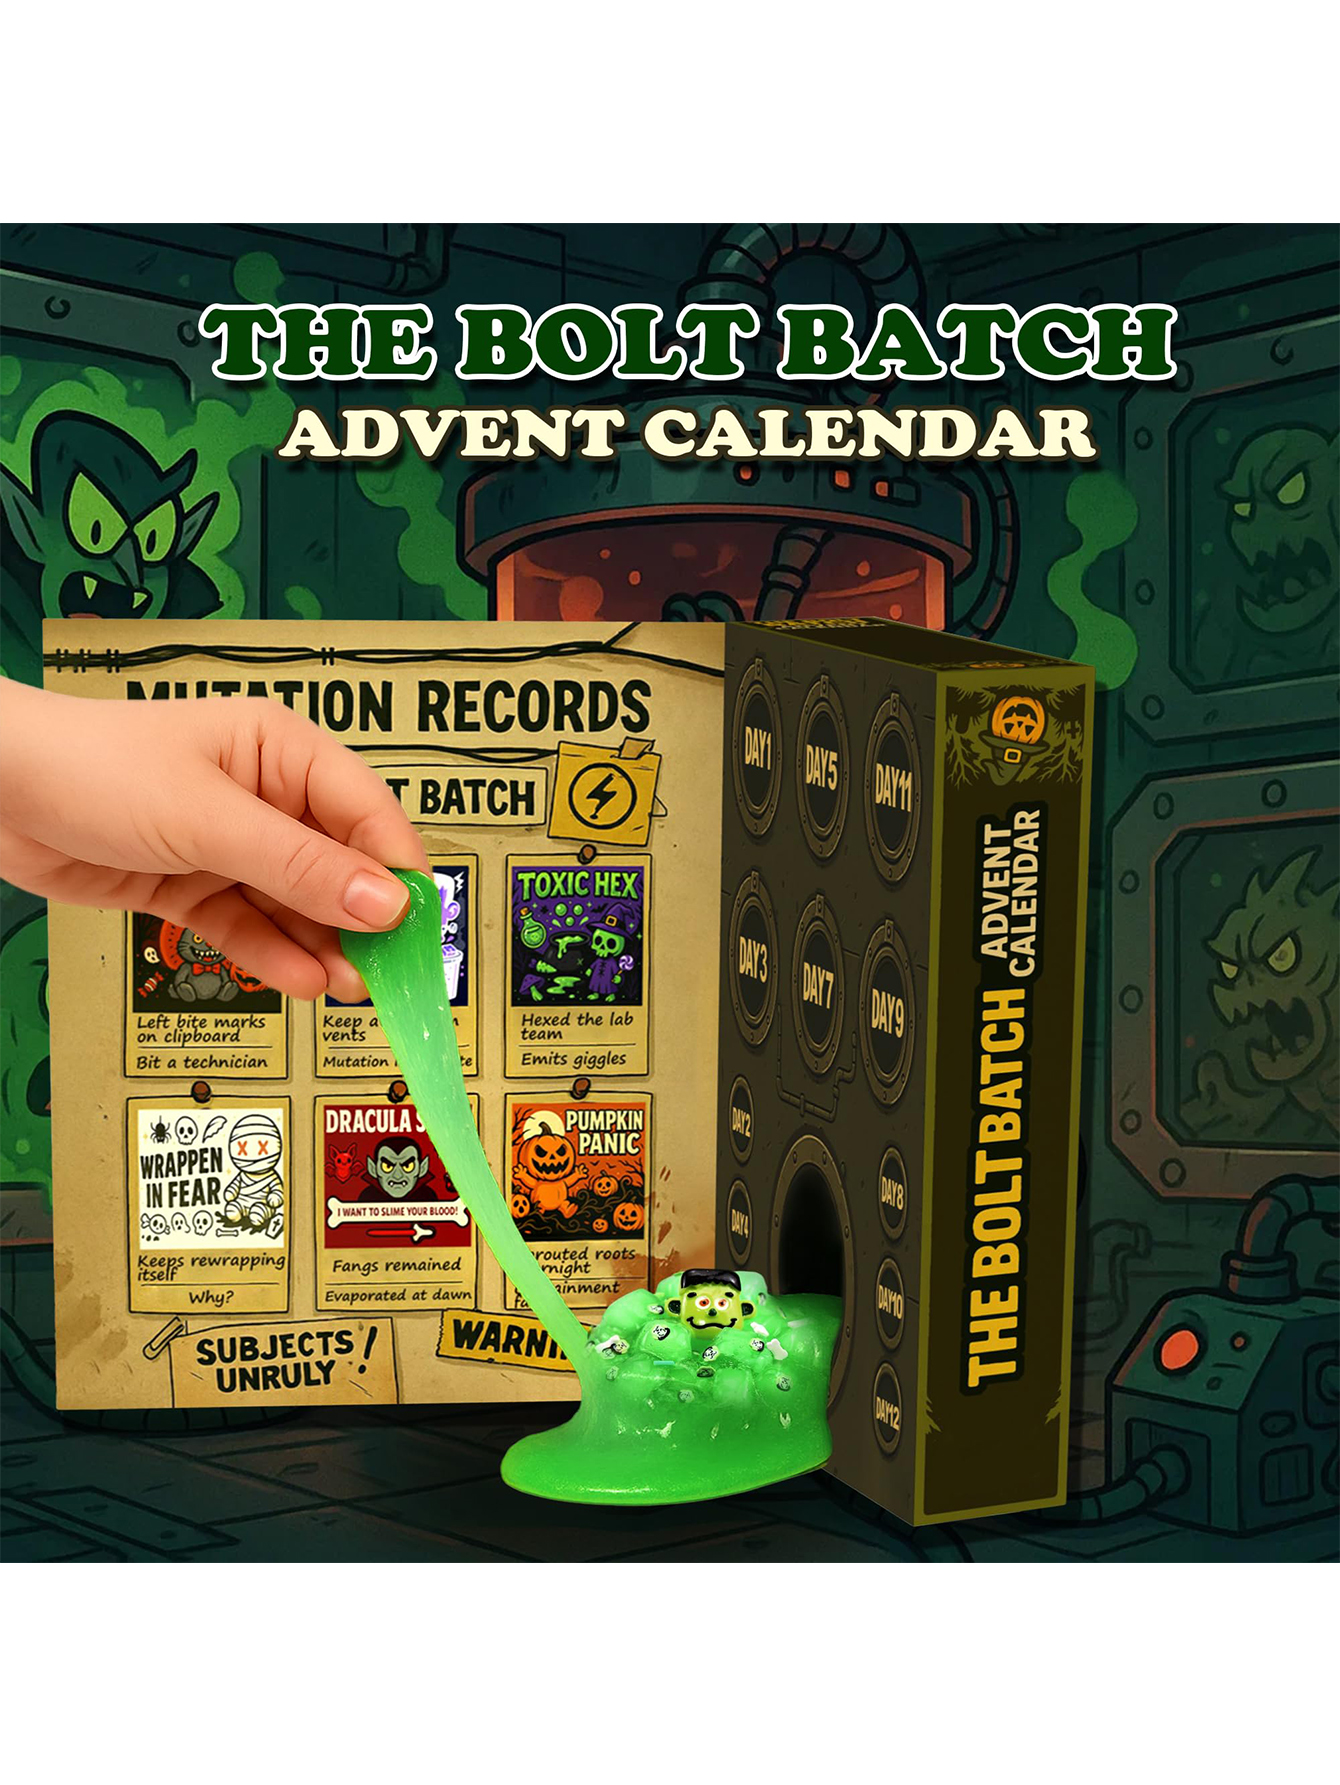 THE BOLT BATCH
ADVENT CALENDAR
MUTATION RECORDS
BATCH
TOXIC HEX
Left bite marks
on clipboard
Bit a technician
Keep a
vents
Mutation
Hexed the lab
team
Emits giggles
WRAPPEN
IN FEAR
Keeps rewrapping
itself
Why?
DRACULA
I WANT TO SLIME YOUR BLOOD!
Fangs remained
Evaporated at dawn
PUMPKIN
PANIC
roots
SUBJECTS
UNRULY!
DAY1
DAY5
DAY11
DAY3
DAY7
DAY9
DAY2
DAY8
DAY4
DAY10
DAY12
THE BOLT BATCH ADVENT
CALENDAR